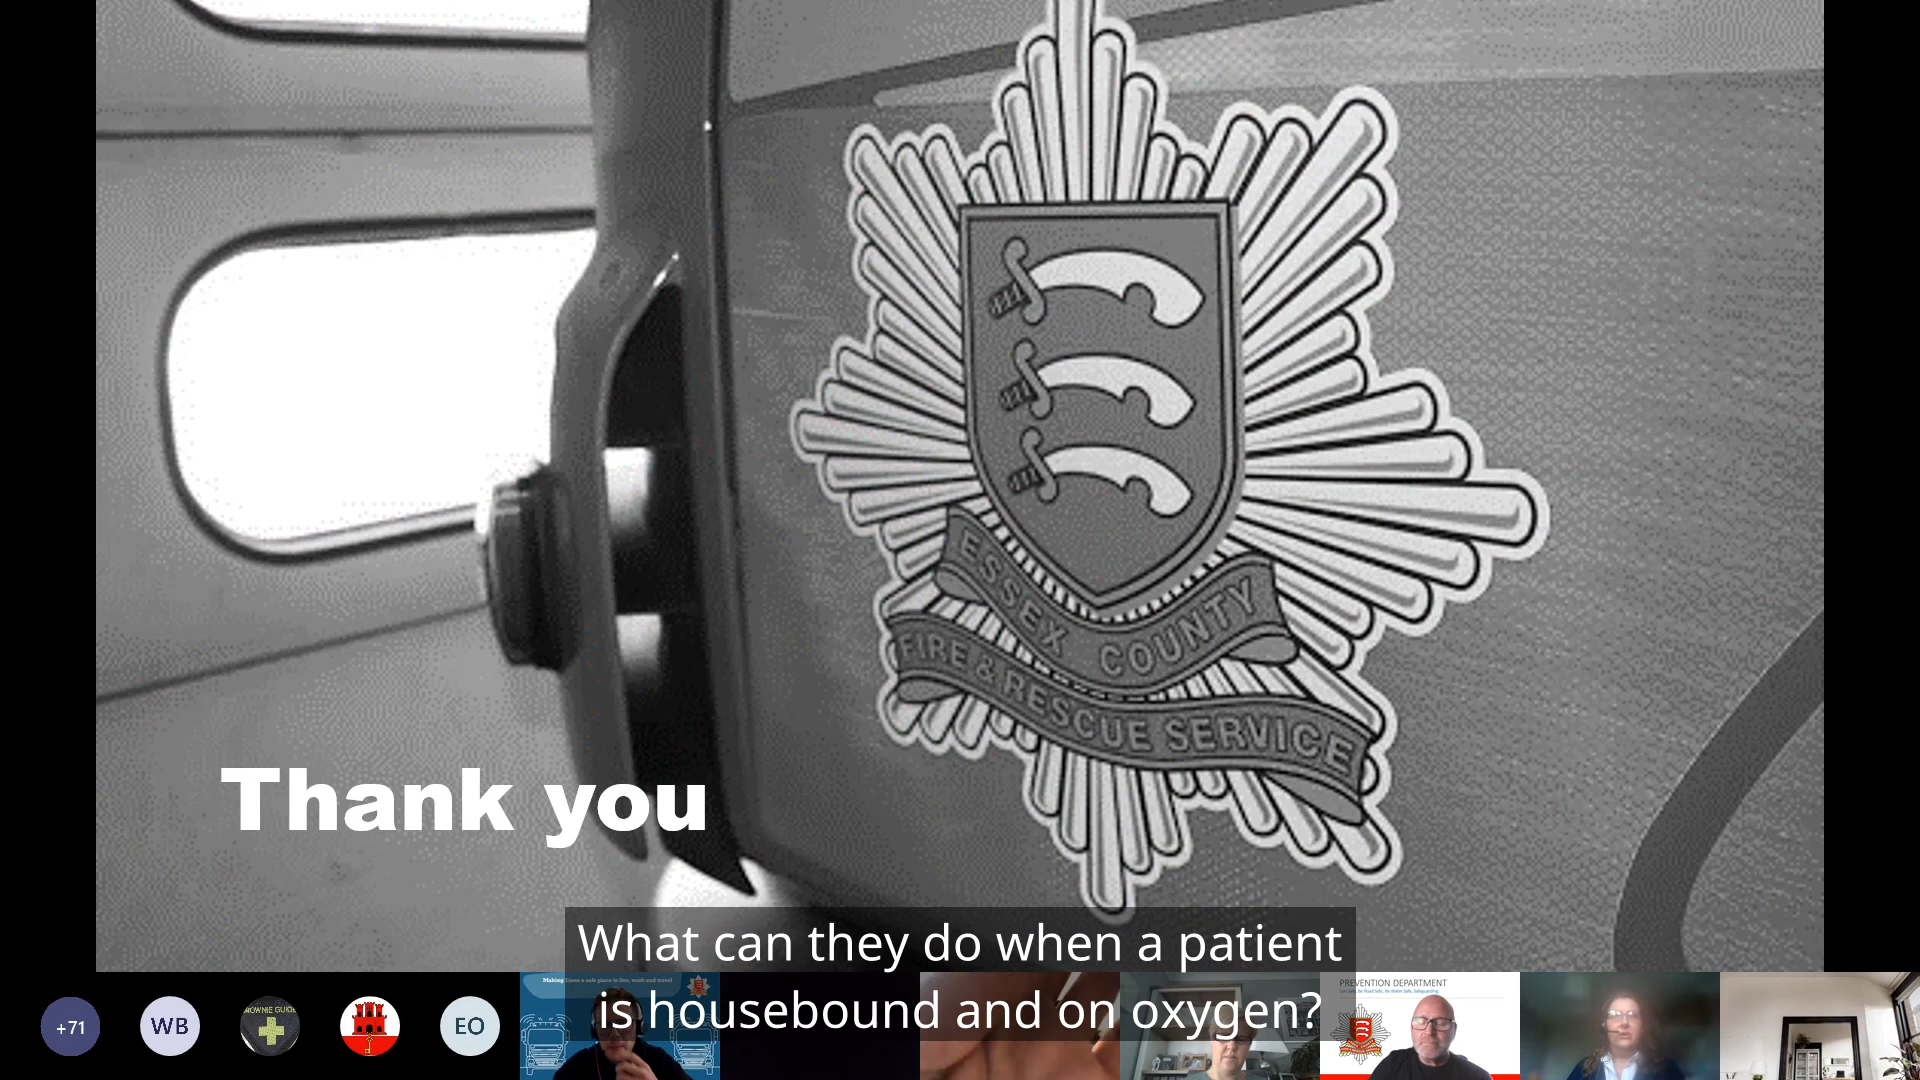 ESSEX COUNTY
FIRE & RESCUE SERVICE
Thank you
What can they do when a patient
is housebound and on oxygen?
+71
WB
EO
PREVENTION DEPARTMENT